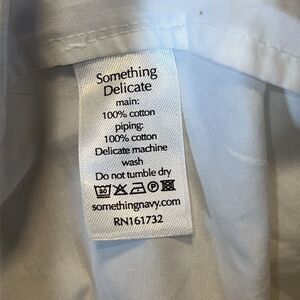 Something
Delicate
main:
100% cotton
piping:
100% cotton
Delicate machine
wash
Do not tumble dry
somethingnavy.com
RN161732